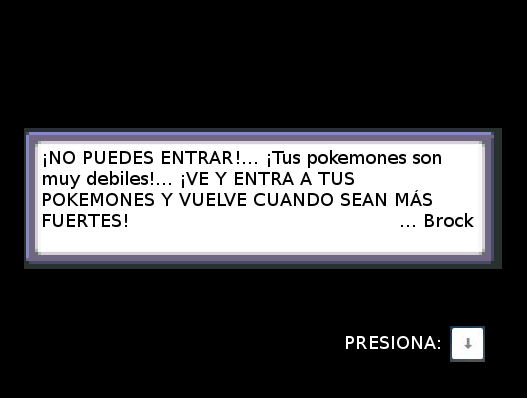 ¡NO PUEDES ENTRAR!... ¡Tus pokemones son
muy debiles!... ¡VE Y ENTRA A TUS
POKEMONES Y VUELVE CUANDO SEAN MÁS
FUERTES! ... Brock
PRESIONA: ⬇